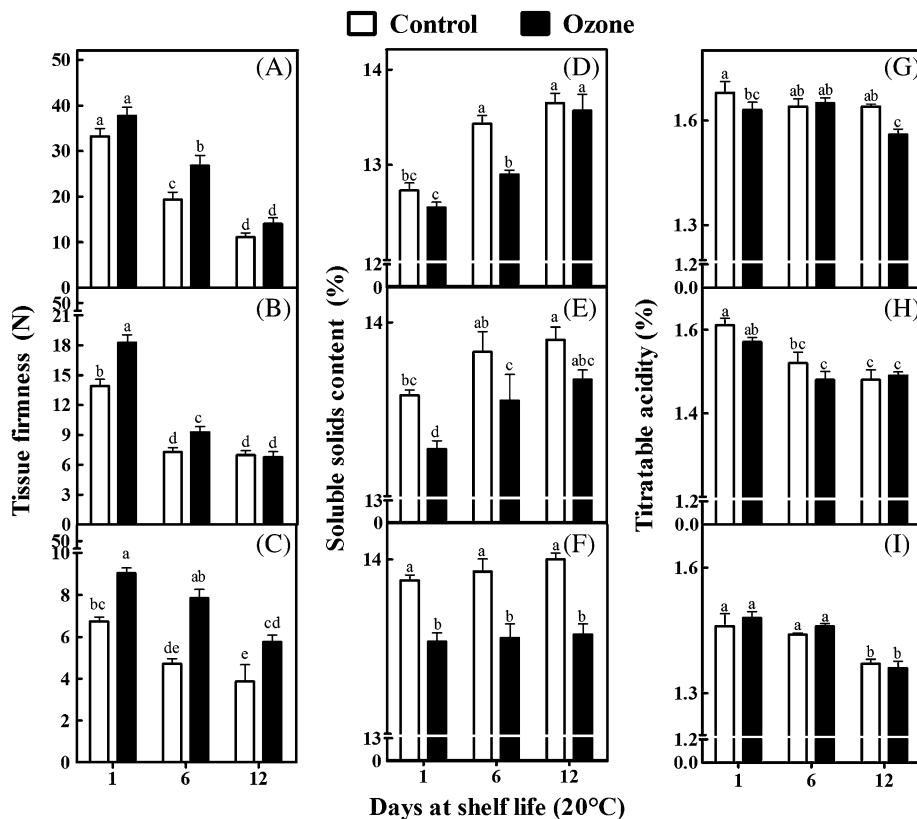 Control Ozone
Tissue firmness (N)
(A)
50
40
30
20
10
0
a a
c b
d d
(B)
50
21
18
15
12
9
6
3
0
b a
d c
d d
(C)
50
10
8
6
4
2
0
bc a
de ab
e cd
1 6 12
Soluble solids content (%)
(D)
14
13
12
0
bc c
a b
a a
(E)
14
13
0
bc d
ab c
a abc
(F)
14
13
0
a b
a b
a b
1 6 12
Titratable acidity (%)
(G)
1.6
1.3
1.2
0.0
a bc
ab ab
ab c
(H)
1.6
1.4
1.2
0.0
a ab
bc c
c c
(I)
1.6
1.3
1.2
0.0
a a
a a
b b
1 6 12
Days at shelf life (20°C)